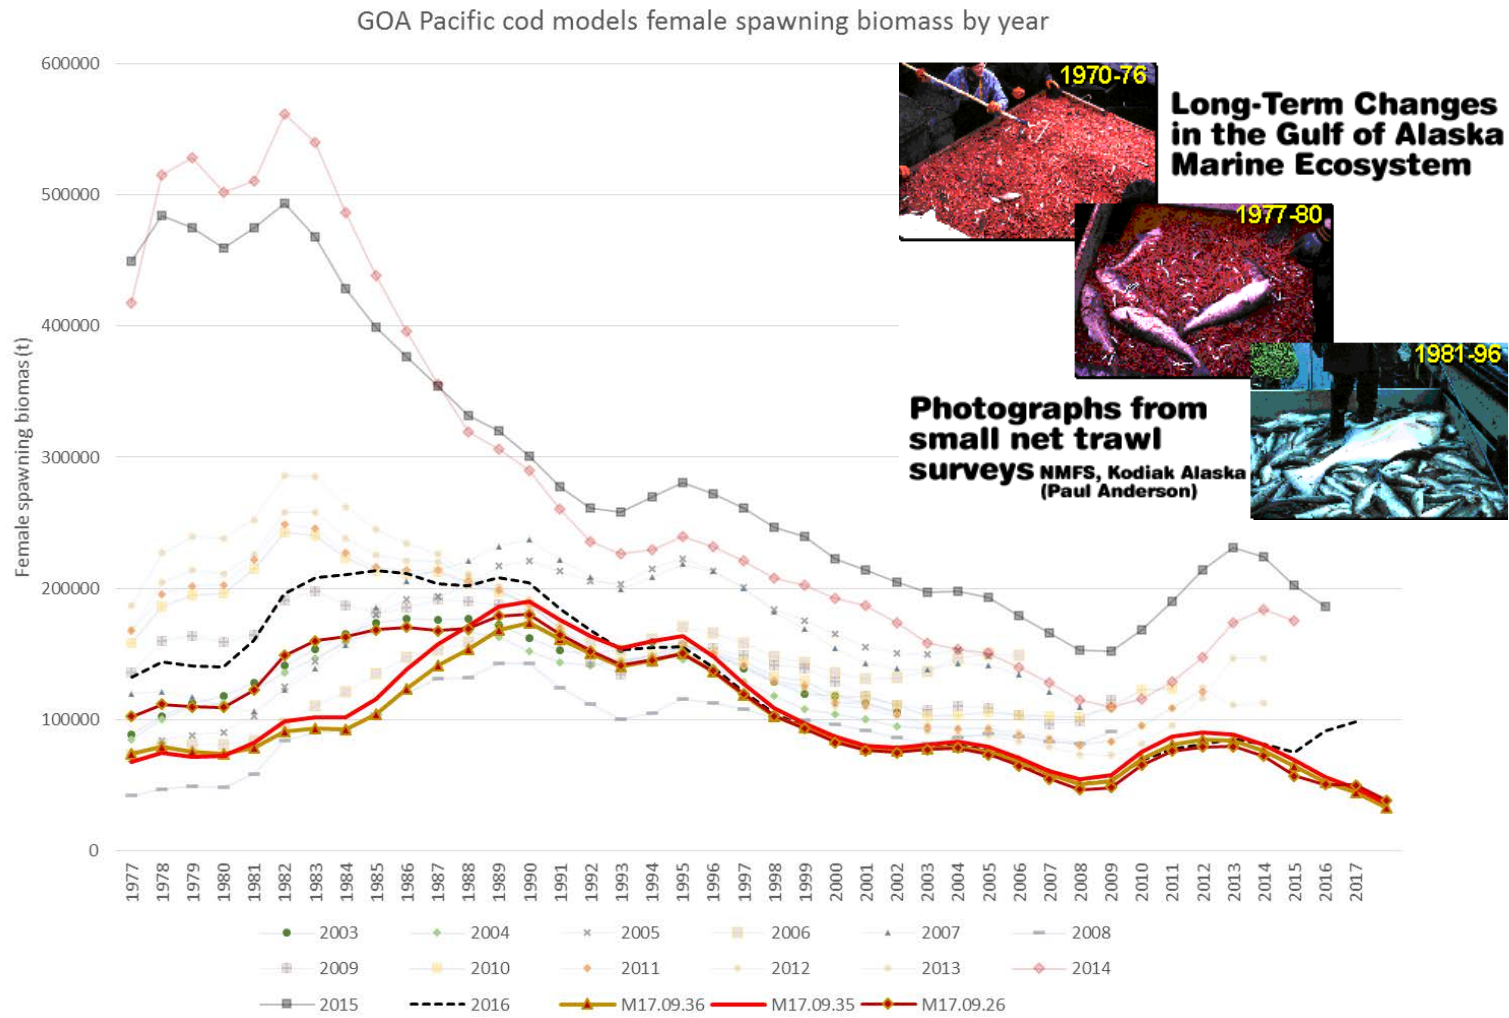 GOA Pacific cod models female spawning biomass by year
600000
500000
400000
300000
200000
100000
0
Female spawning biomas (t)
1970-76
Long-Term Changes
in the Gulf of Alaska
Marine Ecosystem
1977-80
1981-96
Photographs from
small net trawl
surveys NMFS, Kodiak Alaska
(Paul Anderson)
1977 1978 1979 1980 1981 1982 1983 1984 1985 1986 1987 1988 1989 1990 1991 1992 1993 1994 1995 1996 1997 1998 1999 2000 2001 2002 2003 2004 2005 2006 2007 2008 2009 2010 2011 2012 2013 2014 2015 2016 2017
2003 2004 2005 2006 2007 2008
2009 2010 2011 2012 2013 2014
2015 2016 M17.09.36 M17.09.35 M17.09.26